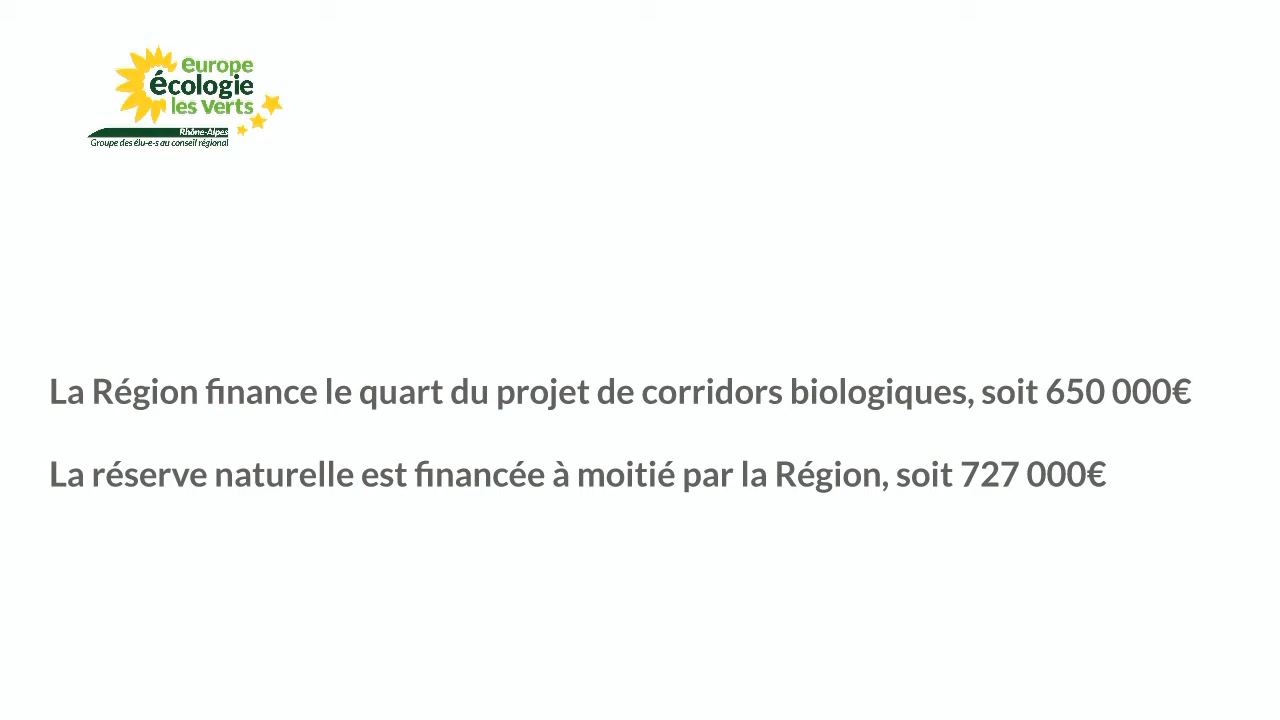 europe
écologie
les verts
Rhône-Alpes
Groupe des élu-e-s au conseil régional
La Région finance le quart du projet de corridors biologiques, soit 650 000€
La réserve naturelle est financée à moitié par la Région, soit 727 000€